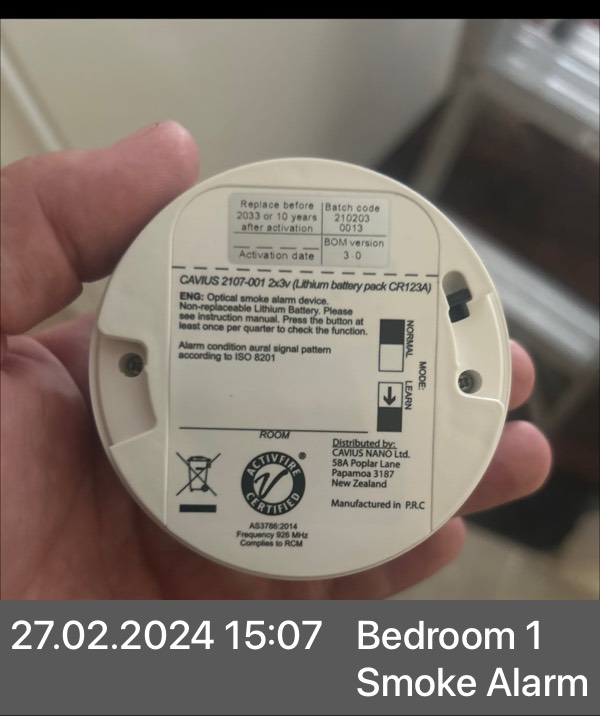 Replace before
2033 or 10 years
after activation
Activation date
Batch code
210203
0013
BOM version
3.0
CAVIUS 2107-001 2x3v (Lithium battery pack CR123A)
ENG: Optical smoke alarm device.
Non-replaceable Lithium Battery. Please
see instruction manual. Press the button at
least once per quarter to check the function.
Alarm condition aural signal pattern
according to ISO 8201
NORMAL
MODE:
LEARN
ROOM
ACTIVFIRE
®
CERTIFIED
AS3786:2014
Frequency 926 MHz
Complies to RCM
Distributed by:
CAVIUS NANO Ltd.
58A Poplar Lane
Papamoa 3187
New Zealand
Manufactured in P.R.C
27.02.2024 15:07
Bedroom 1
Smoke Alarm